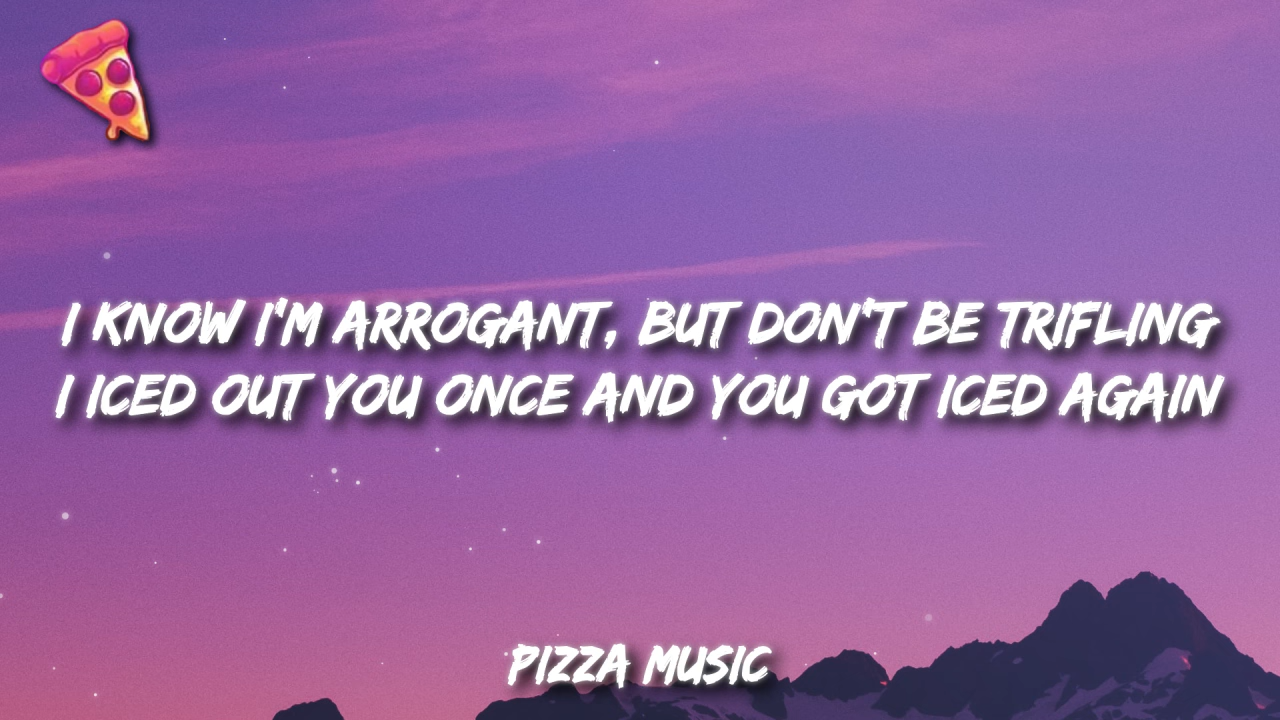 I KNOW I'M ARROGANT, BUT DON'T BE TRIFLING
I ICED OUT YOU ONCE AND YOU GOT ICED AGAIN
PIZZA MUSIC